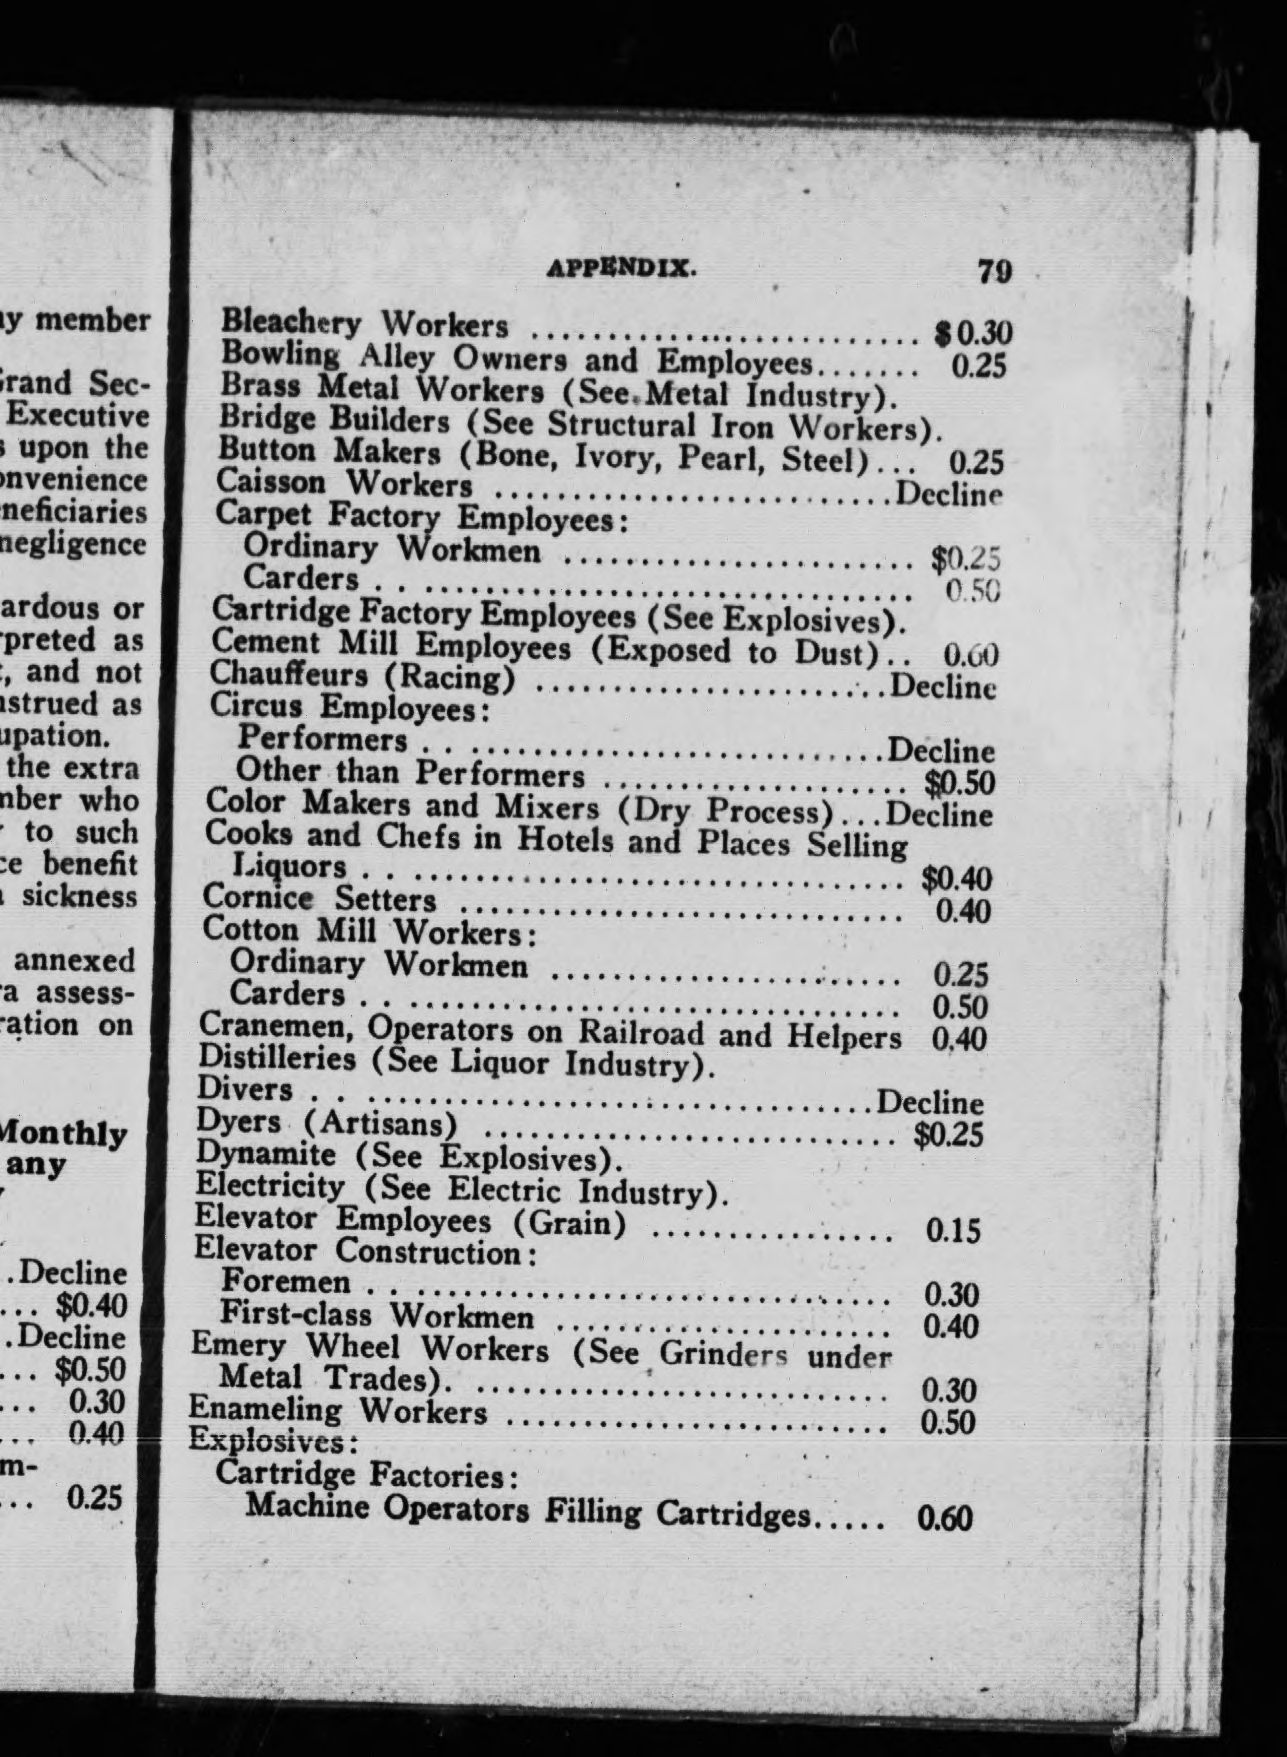 ny member
Grand Sec-
Executive
s upon the
onvenience
neficiaries
negligence
ardous or
rpreted as
, and not
nstrued as
upation.
the extra
mber who
to such
ce benefit
sickness
annexed
ra assess-
ration on
Monthly
any
..Decline
... $0.40
..Decline
... $0.50
... 0.30
... 0.40
m-
... 0.25
APPENDIX. 79
Bleachery Workers .............................. $0.30
Bowling Alley Owners and Employees....... 0.25
Brass Metal Workers (See Metal Industry).
Bridge Builders (See Structural Iron Workers).
Button Makers (Bone, Ivory, Pearl, Steel)... 0.25
Caisson Workers ..........................Decline
Carpet Factory Employees:
Ordinary Workmen ....................... $0.25
Carders . . ................................. 0.50
Cartridge Factory Employees (See Explosives).
Cement Mill Employees (Exposed to Dust).. 0.60
Chauffeurs (Racing) .......................Decline
Circus Employees:
Performers . . ...........................Decline
Other than Performers .................... $0.50
Color Makers and Mixers (Dry Process)...Decline
Cooks and Chefs in Hotels and Places Selling
Liquors . . ................................ $0.40
Cornice Setters ............................. 0.40
Cotton Mill Workers:
Ordinary Workmen ....................... 0.25
Carders . . ................................ 0.50
Cranemen, Operators on Railroad and Helpers 0.40
Distilleries (See Liquor Industry).
Divers . . .................................Decline
Dyers (Artisans) ........................... $0.25
Dynamite (See Explosives).
Electricity (See Electric Industry).
Elevator Employees (Grain) ................ 0.15
Elevator Construction:
Foremen . . ............................... 0.30
First-class Workmen ...................... 0.40
Emery Wheel Workers (See Grinders under
Metal Trades). ........................... 0.30
Enameling Workers ......................... 0.50
Explosives:
Cartridge Factories:
Machine Operators Filling Cartridges..... 0.60